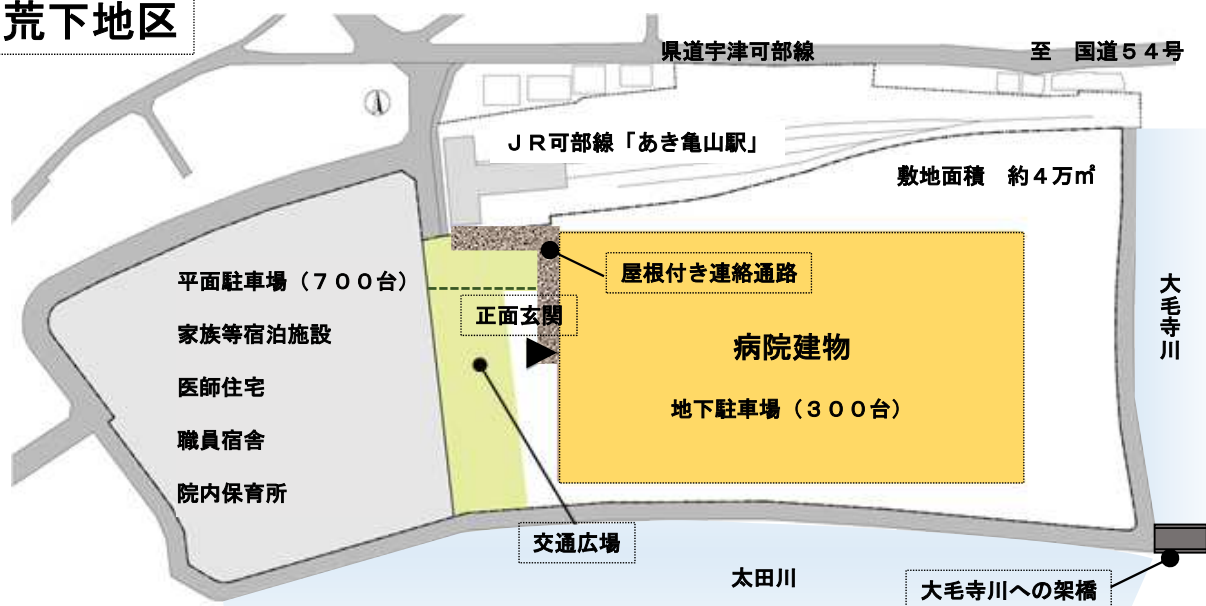 荒下地区
県道宇津可部線
至　国道５４号
ＪＲ可部線「あき亀山駅」
敷地面積　約４万㎡
屋根付き連絡通路
平面駐車場（７００台）
家族等宿泊施設
医師住宅
職員宿舎
院内保育所
正面玄関
病院建物
地下駐車場（３００台）
大毛寺川
交通広場
太田川
大毛寺川への架橋